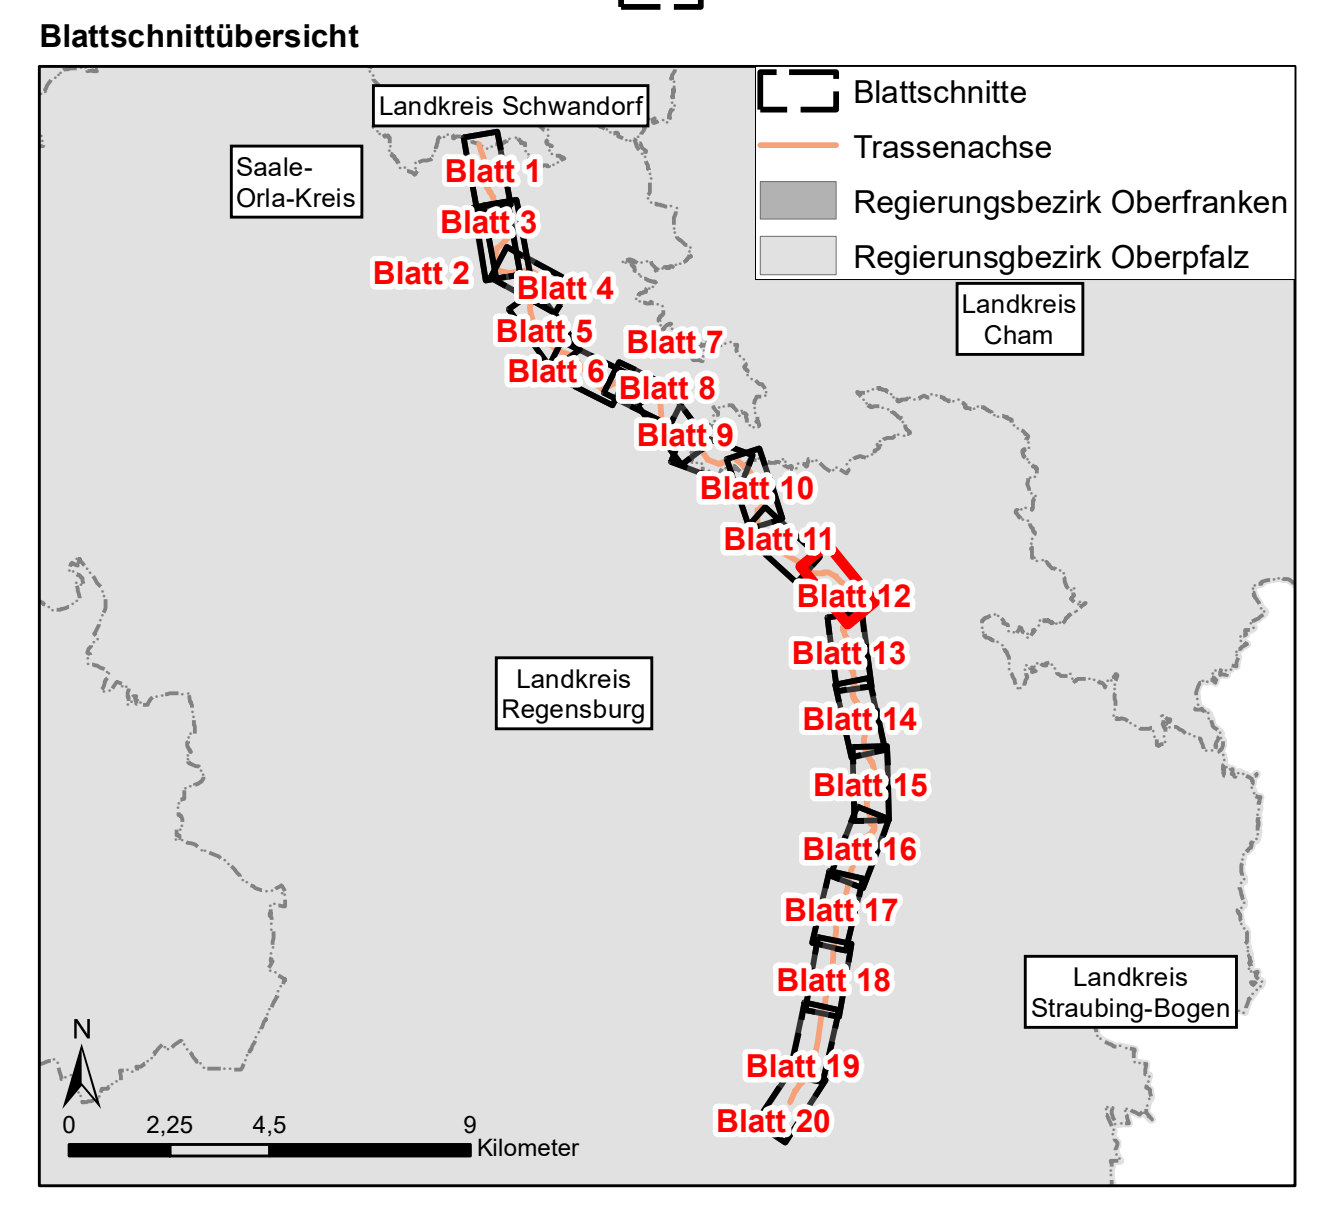 Blattschnittübersicht
Blattschnitte
Trassenachse
Regierungsbezirk Oberfranken
Regierunsgbezirk Oberpfalz
Landkreis Schwandorf
Saale-
Orla-Kreis
Blatt 1
Blatt 3
Blatt 2
Blatt 4
Blatt 5
Blatt 7
Blatt 6
Blatt 8
Landkreis
Cham
Blatt 9
Blatt 10
Blatt 11
Blatt 12
Blatt 13
Landkreis
Regensburg
Blatt 14
Blatt 15
Blatt 16
Blatt 17
Blatt 18
Landkreis
Straubing-Bogen
Blatt 19
Blatt 20
N
0 2,25 4,5 9
Kilometer